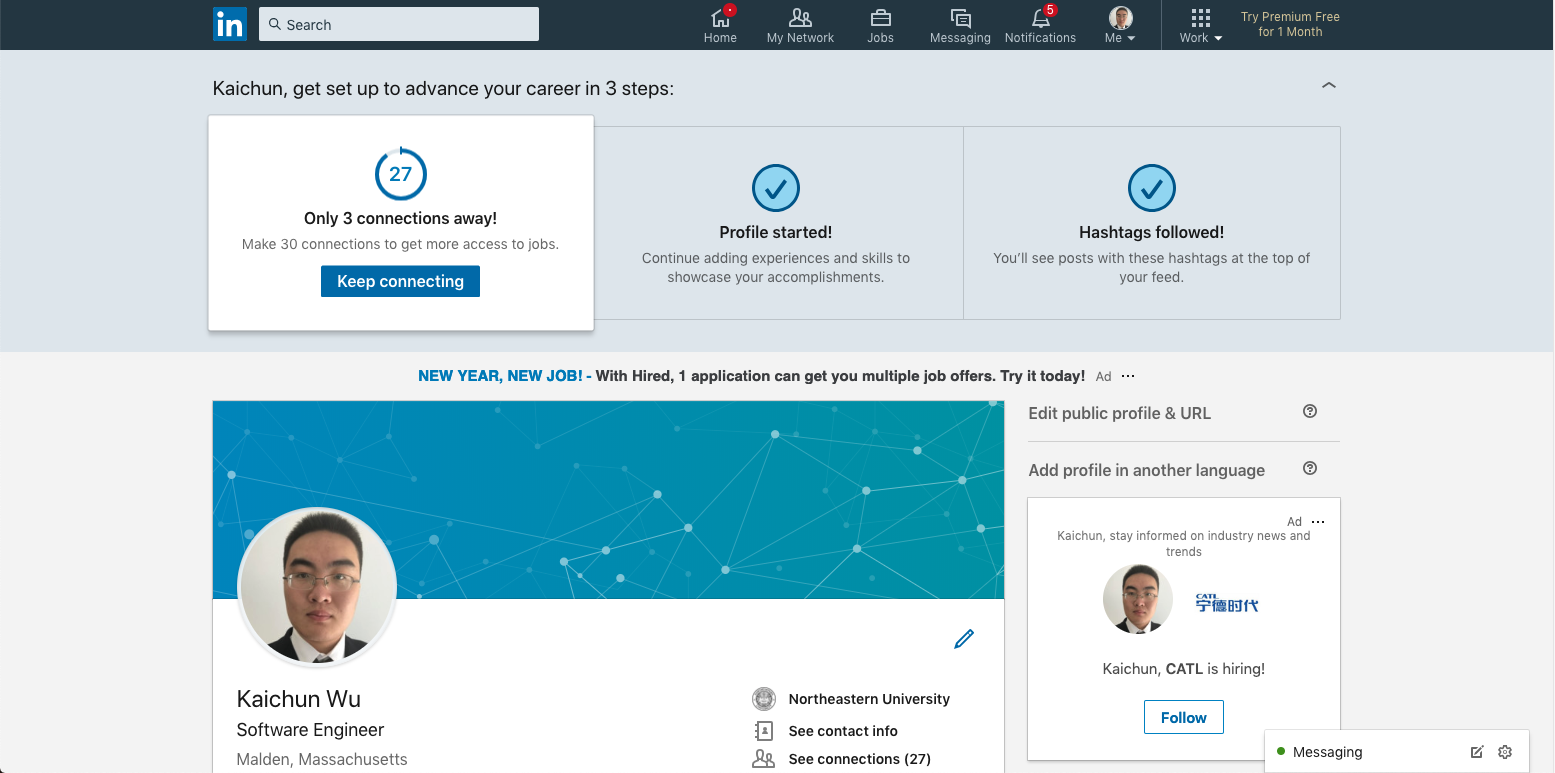 in
Search
Home
My Network
Jobs
Messaging
5
Notifications
Me
Work
Try Premium Free
for 1 Month
Kaichun, get set up to advance your career in 3 steps:
27
Only 3 connections away!
Make 30 connections to get more access to jobs.
Keep connecting
Profile started!
Continue adding experiences and skills to
showcase your accomplishments.
Hashtags followed!
You'll see posts with these hashtags at the top of
your feed.
NEW YEAR, NEW JOB! - With Hired, 1 application can get you multiple job offers. Try it today! Ad ...
Edit public profile & URL ?
Add profile in another language ?
Ad ...
Kaichun, stay informed on industry news and
trends
CATL
宁德时代
Kaichun, CATL is hiring!
Follow
Kaichun Wu
Software Engineer
Malden, Massachusetts
Northeastern University
See contact info
See connections (27)
Messaging